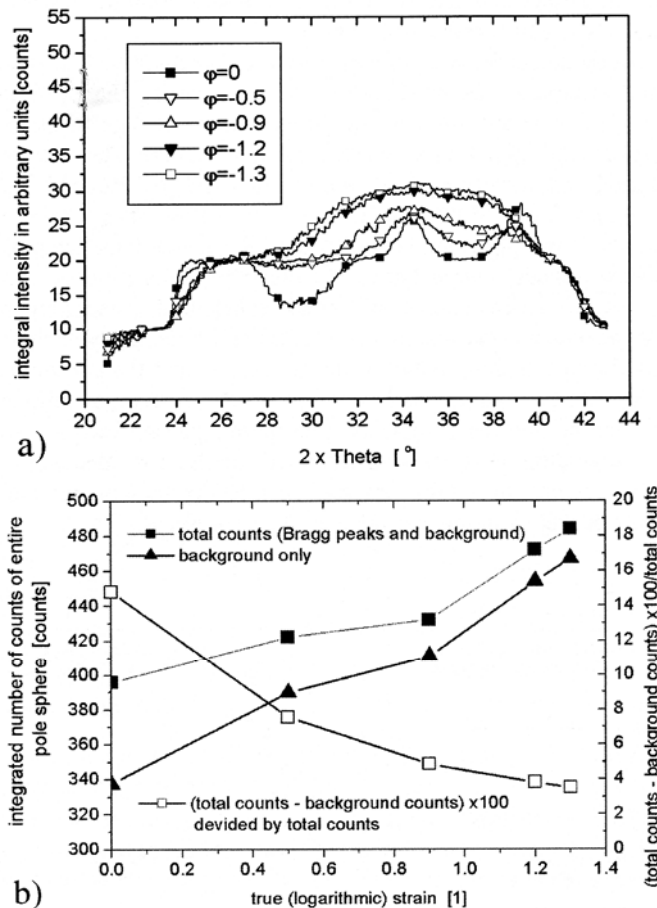 a)
integral intensity in arbitrary units [counts]
55
50
45
40
35
30
25
20
15
10
5
0
φ=0
φ=-0.5
φ=-0.9
φ=-1.2
φ=-1.3
20 22 24 26 28 30 32 34 36 38 40 42 44
2 x Theta [ °]
b)
integrated number of counts of entire
pole sphere [counts]
500
480
460
440
420
400
380
360
340
320
300
total counts (Bragg peaks and background)
background only
(total counts - background counts) x100
devided by total counts
20
18
16
14
12
10
8
6
4
2
0
(total counts - background counts) x100/total counts
0.0 0.2 0.4 0.6 0.8 1.0 1.2 1.4
true (logarithmic) strain [1]